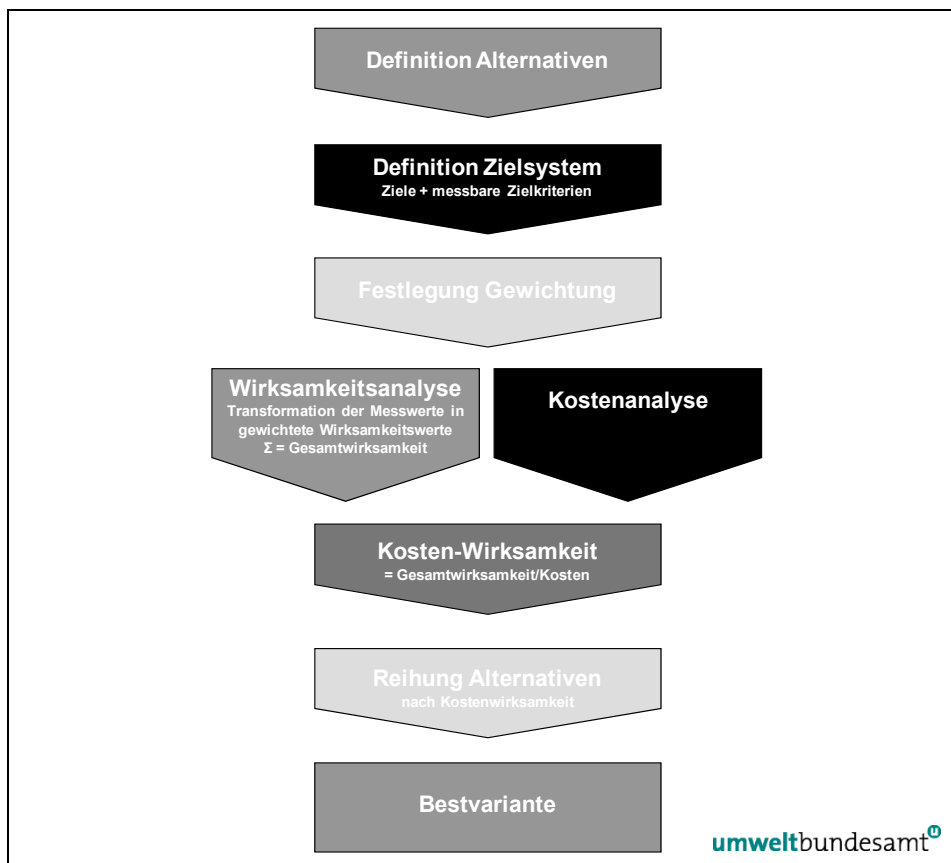 Definition Alternativen
Definition Zielsystem
Ziele + messbare Zielkriterien
Festlegung Gewichtung
Wirksamkeitsanalyse
Transformation der Messwerte in
gewichtete Wirksamkeitswerte
Σ = Gesamtwirksamkeit
Kostenanalyse
Kosten-Wirksamkeit
= Gesamtwirksamkeit/Kosten
Reihung Alternativen
nach Kostenwirksamkeit
Bestvariante
umweltbundesamt u